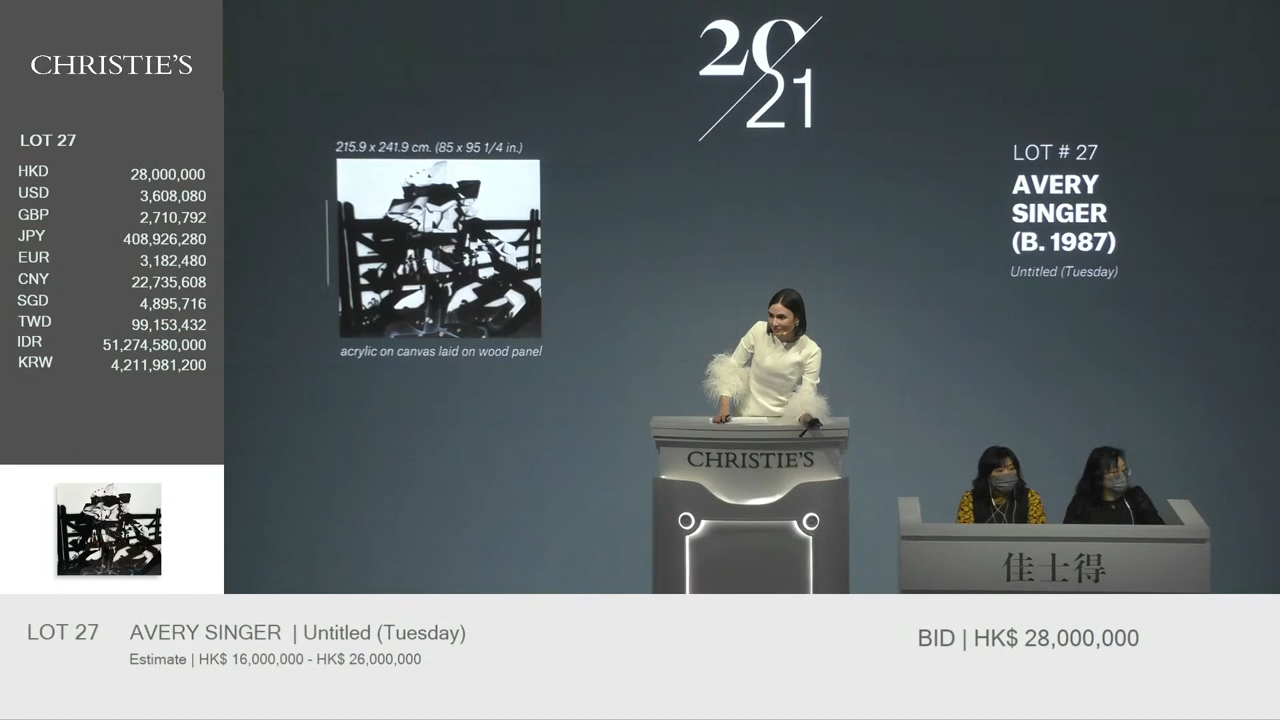 CHRISTIE'S
LOT 27
HKD 28,000,000
USD 3,608,080
GBP 2,710,792
JPY 408,926,280
EUR 3,182,480
CNY 22,735,608
SGD 4,895,716
TWD 99,153,432
IDR 51,274,580,000
KRW 4,211,981,200
20/21
215.9 x 241.9 cm. (85 x 95 1/4 in.)
acrylic on canvas laid on wood panel
LOT # 27
AVERY
SINGER
(B. 1987)
Untitled (Tuesday)
CHRISTIE'S
佳士得
LOT 27 AVERY SINGER | Untitled (Tuesday)
Estimate | HK$ 16,000,000 - HK$ 26,000,000
BID | HK$ 28,000,000